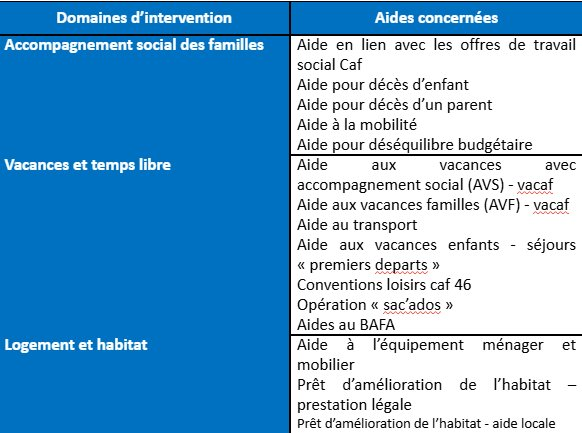 Domaines d'intervention
Aides concernées
Accompagnement social des familles
Aide en lien avec les offres de travail
social Caf
Aide pour décès d'enfant
Aide pour décès d'un parent
Aide à la mobilité
Aide pour déséquilibre budgétaire
Vacances et temps libre
Aide aux vacances avec
accompagnement social (AVS) - vacaf
Aide aux vacances familles (AVF) - vacaf
Aide au transport
Aide aux vacances enfants - séjours
« premiers departs »
Conventions loisirs caf 46
Opération « sac'ados »
Aides au BAFA
Logement et habitat
Aide à l'équipement ménager et
mobilier
Prêt d'amélioration de l'habitat –
prestation légale
Prêt d'amélioration de l'habitat - aide locale